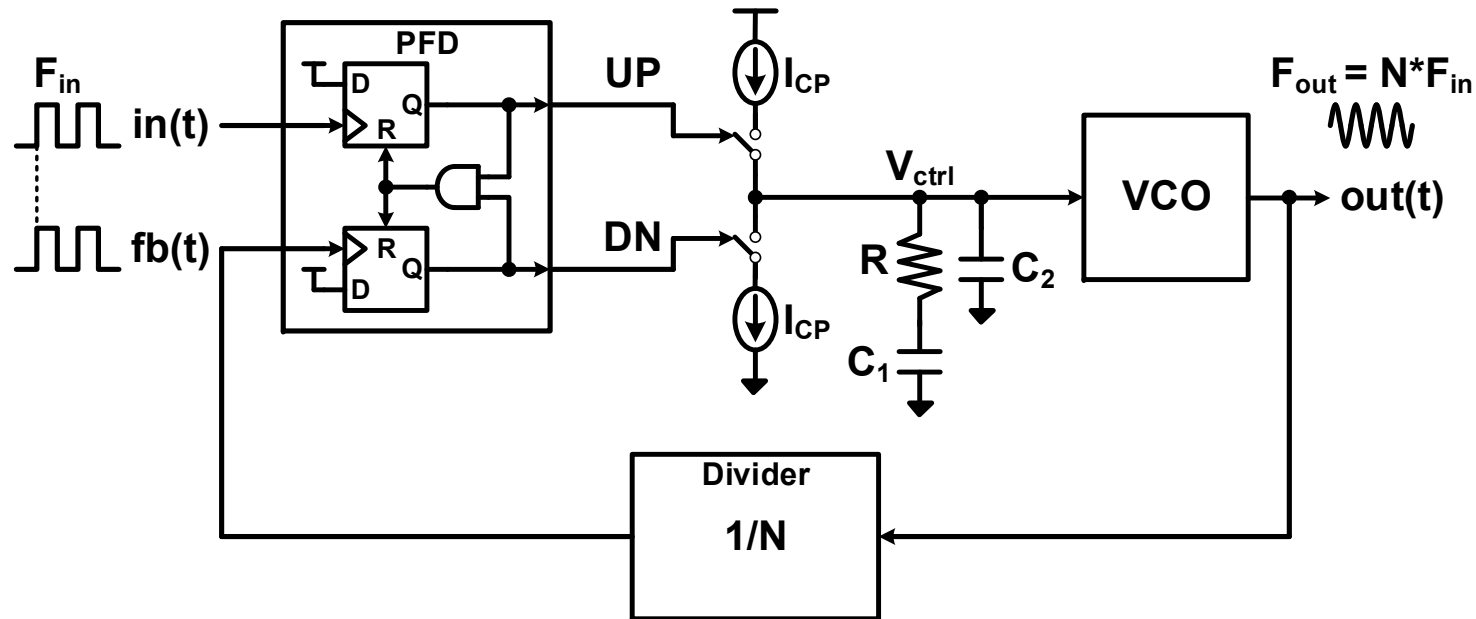 PFD
F_in
in(t)
D
Q
R
UP
I_CP
F_out = N*F_in
fb(t)
R
Q
D
DN
I_CP
V_ctrl
R
C_1
C_2
VCO
out(t)
Divider
1/N